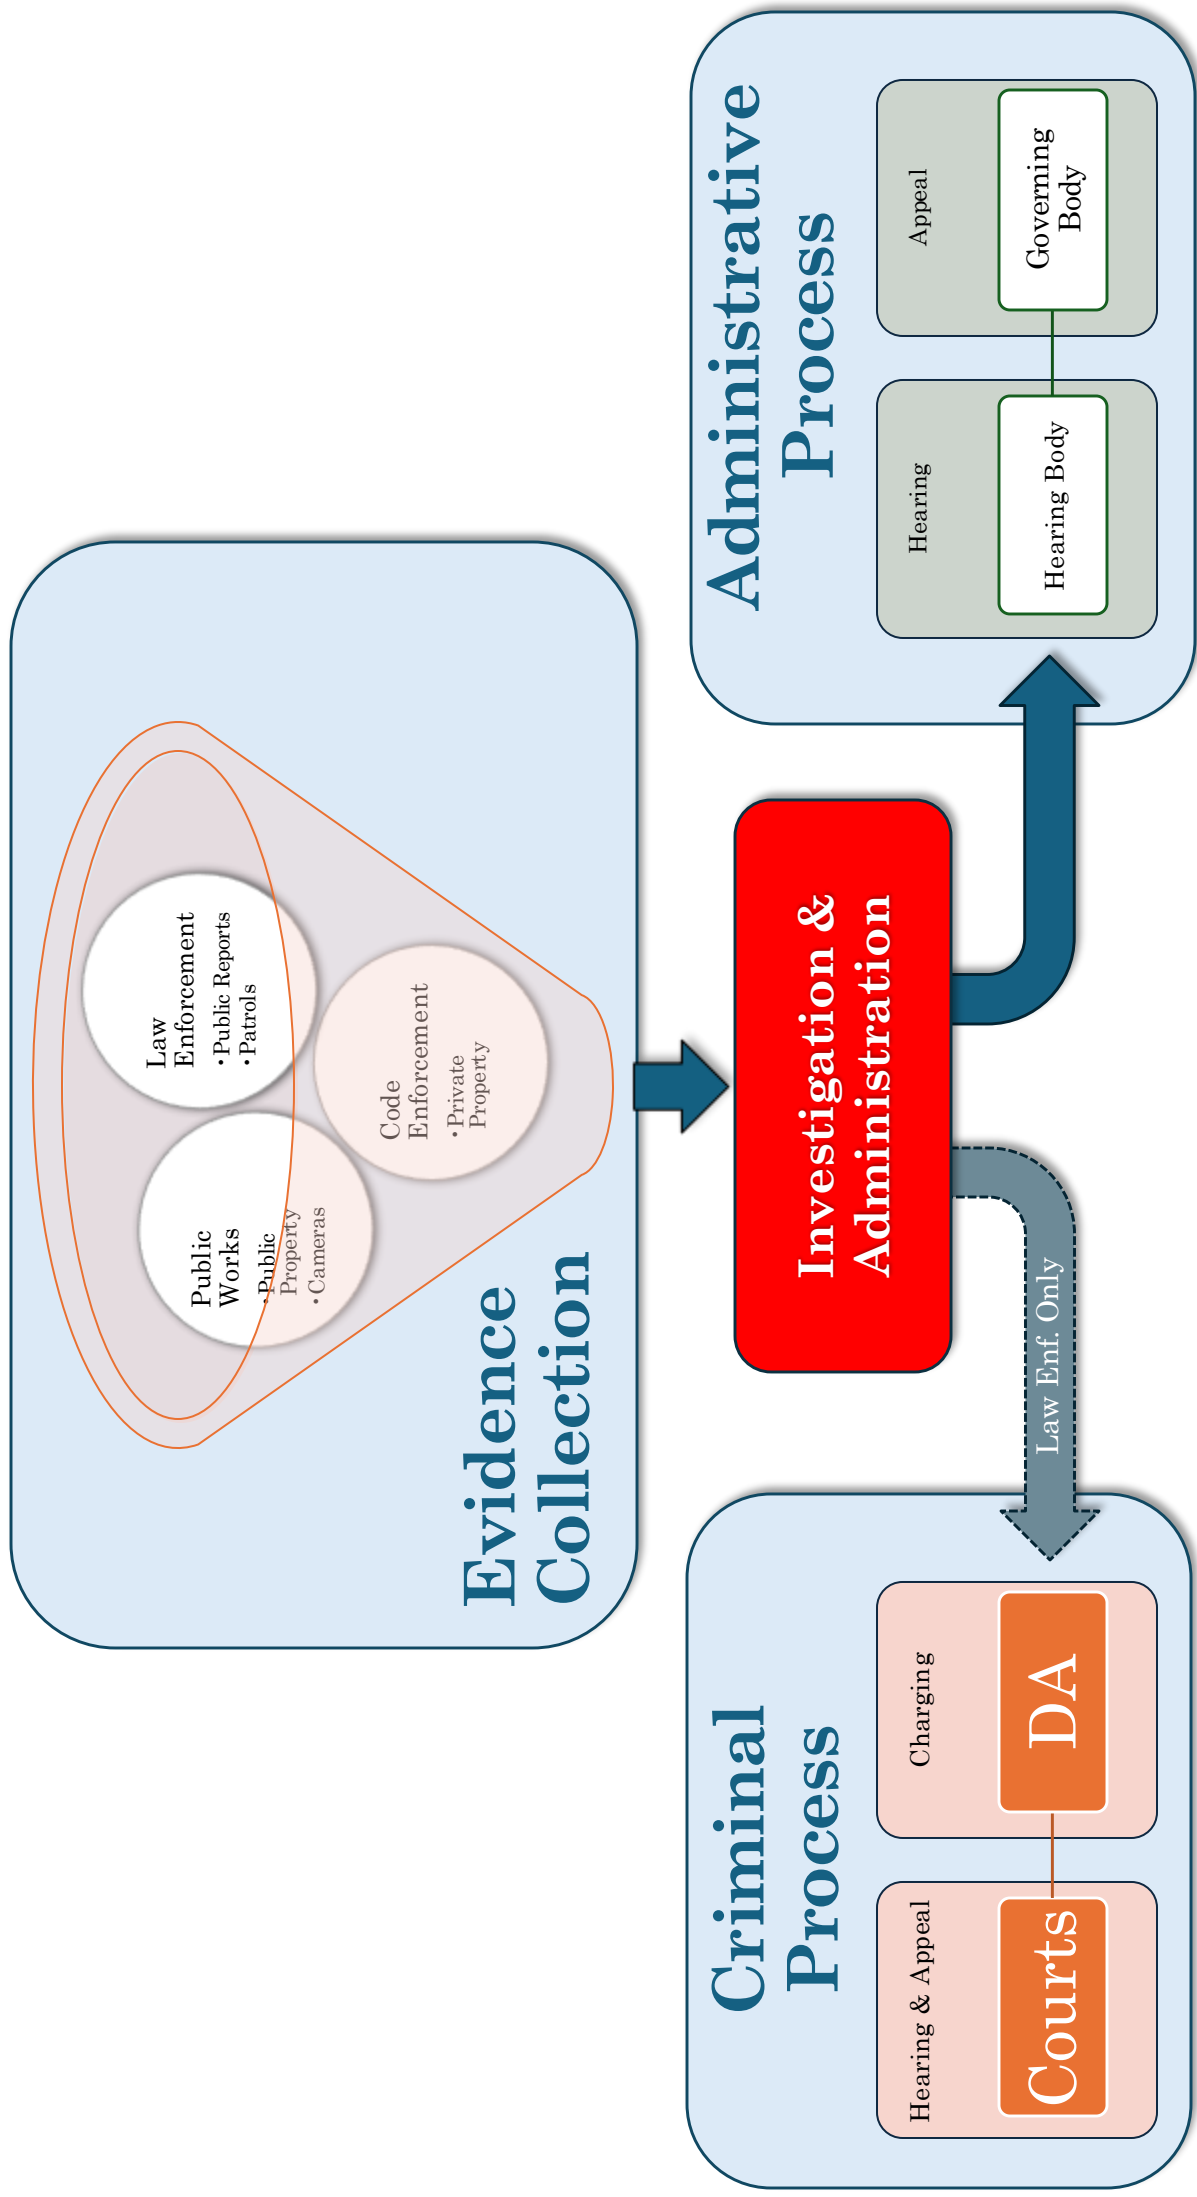 Law
Enforcement
•Public Reports
•Patrols
Public
Works
•Public
Property
•Cameras
Code
Enforcement
•Private
Property
Evidence
Collection
Investigation &
Administration
Law Enf. Only
Criminal
Process
Hearing & Appeal
Courts
Charging
DA
Administrative
Process
Hearing
Hearing Body
Appeal
Governing
Body